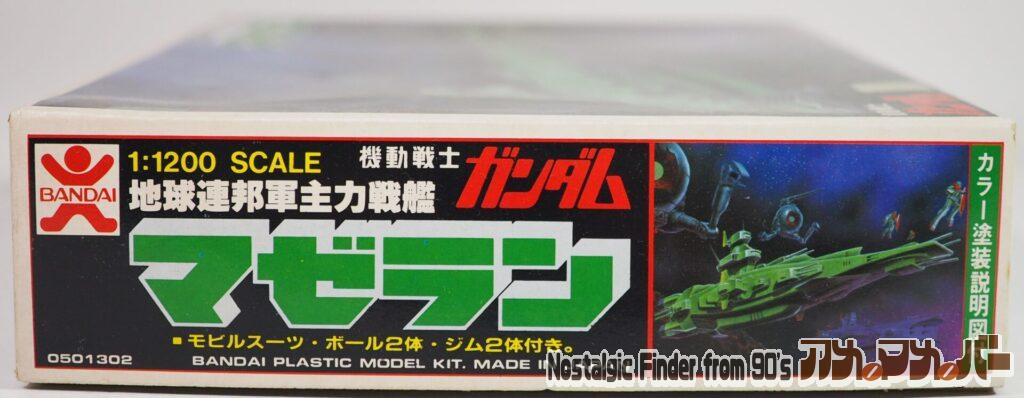 BANDAI
1:1200 SCALE
機動戦士 ガンダム
地球連邦軍主力戦艦
マゼラン
■モビルスーツ・ボール2体・ジム2体付き。
0501302
BANDAI PLASTIC MODEL KIT. MADE IN
カラー塗装説明図
Nostalgic Finder from 90's